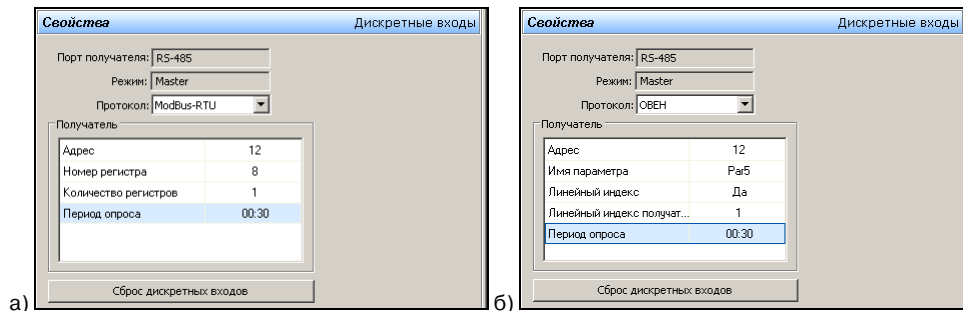 Свойства Дискретные входы
Порт получателя: RS-485
Режим: Master
Протокол: ModBus-RTU
Получатель
Адрес 12
Номер регистра 8
Количество регистров 1
Период опроса 00:30
Сброс дискретных входов
а)
Свойства Дискретные входы
Порт получателя: RS-485
Режим: Master
Протокол: ОВЕН
Получатель
Адрес 12
Имя параметра Par5
Линейный индекс Да
Линейный индекс получат... 1
Период опроса 00:30
Сброс дискретных входов
б)